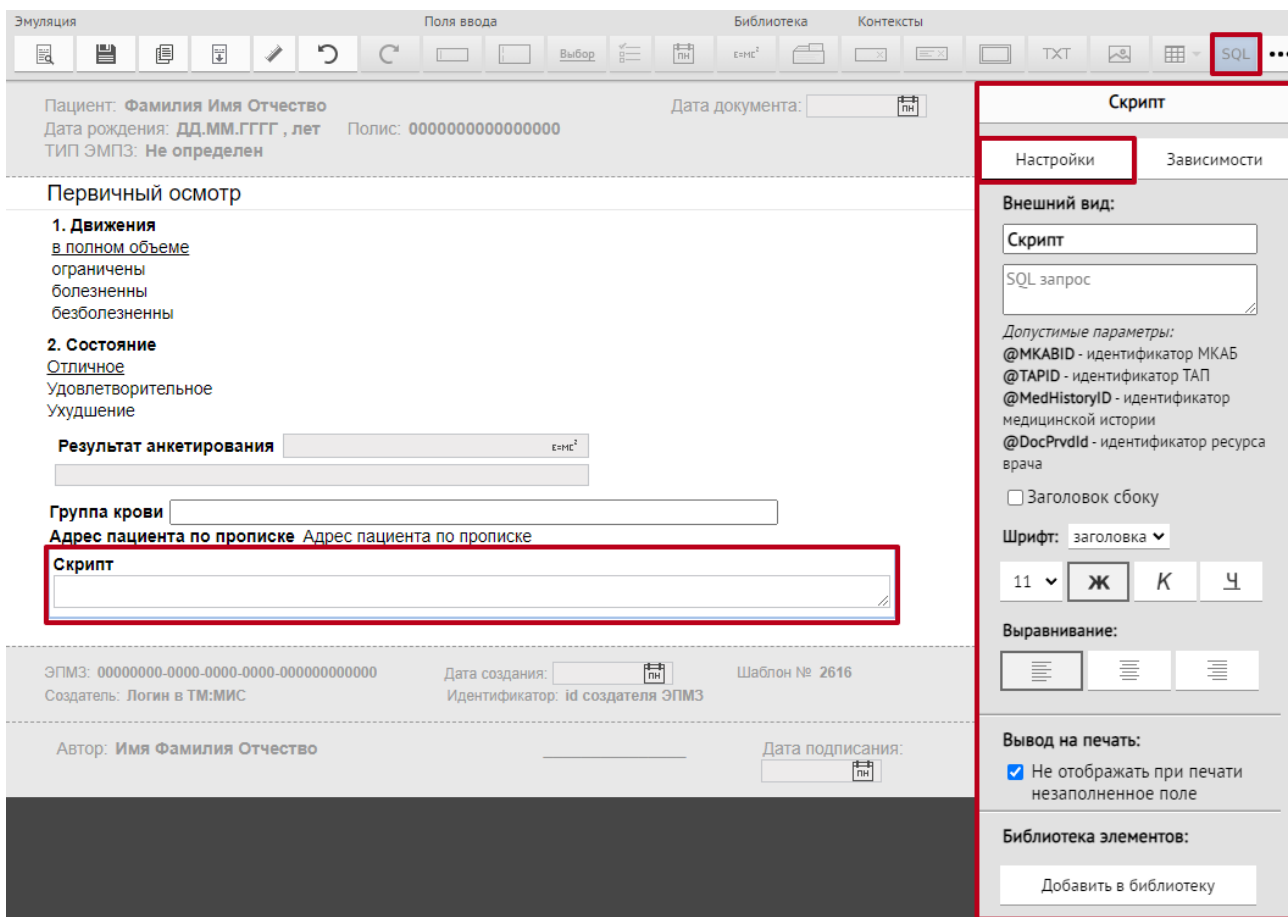 Эмуляция Поля ввода Библиотека Контексты
Выбор ПН E=MC² TXT SQL
Пациент: Фамилия Имя Отчество Дата документа: ПН
Дата рождения: ДД.ММ.ГГГГ , лет Полис: 0000000000000000
ТИП ЭМПЗ: Не определен
Первичный осмотр
1. Движения
в полном объеме
ограничены
болезненны
безболезненны
2. Состояние
Отличное
Удовлетворительное
Ухудшение
Результат анкетирования E=MC²
Группа крови
Адрес пациента по прописке Адрес пациента по прописке
Скрипт
ЭПМЗ: 00000000-0000-0000-0000-000000000000 Дата создания: ПН Шаблон № 2616
Создатель: Логин в ТМ:МИС Идентификатор: id создателя ЭПМЗ
Автор: Имя Фамилия Отчество Дата подписания:
ПН
Скрипт
Настройки Зависимости
Внешний вид:
Скрипт
SQL запрос
Допустимые параметры:
@MKABID - идентификатор МКАБ
@TAPID - идентификатор ТАП
@MedHistoryID - идентификатор
медицинской истории
@DocPrvdId - идентификатор ресурса
врача
Заголовок сбоку
Шрифт: заголовка
11 Ж К Ч
Выравнивание:
Вывод на печать:
Не отображать при печати
незаполненное поле
Библиотека элементов:
Добавить в библиотеку